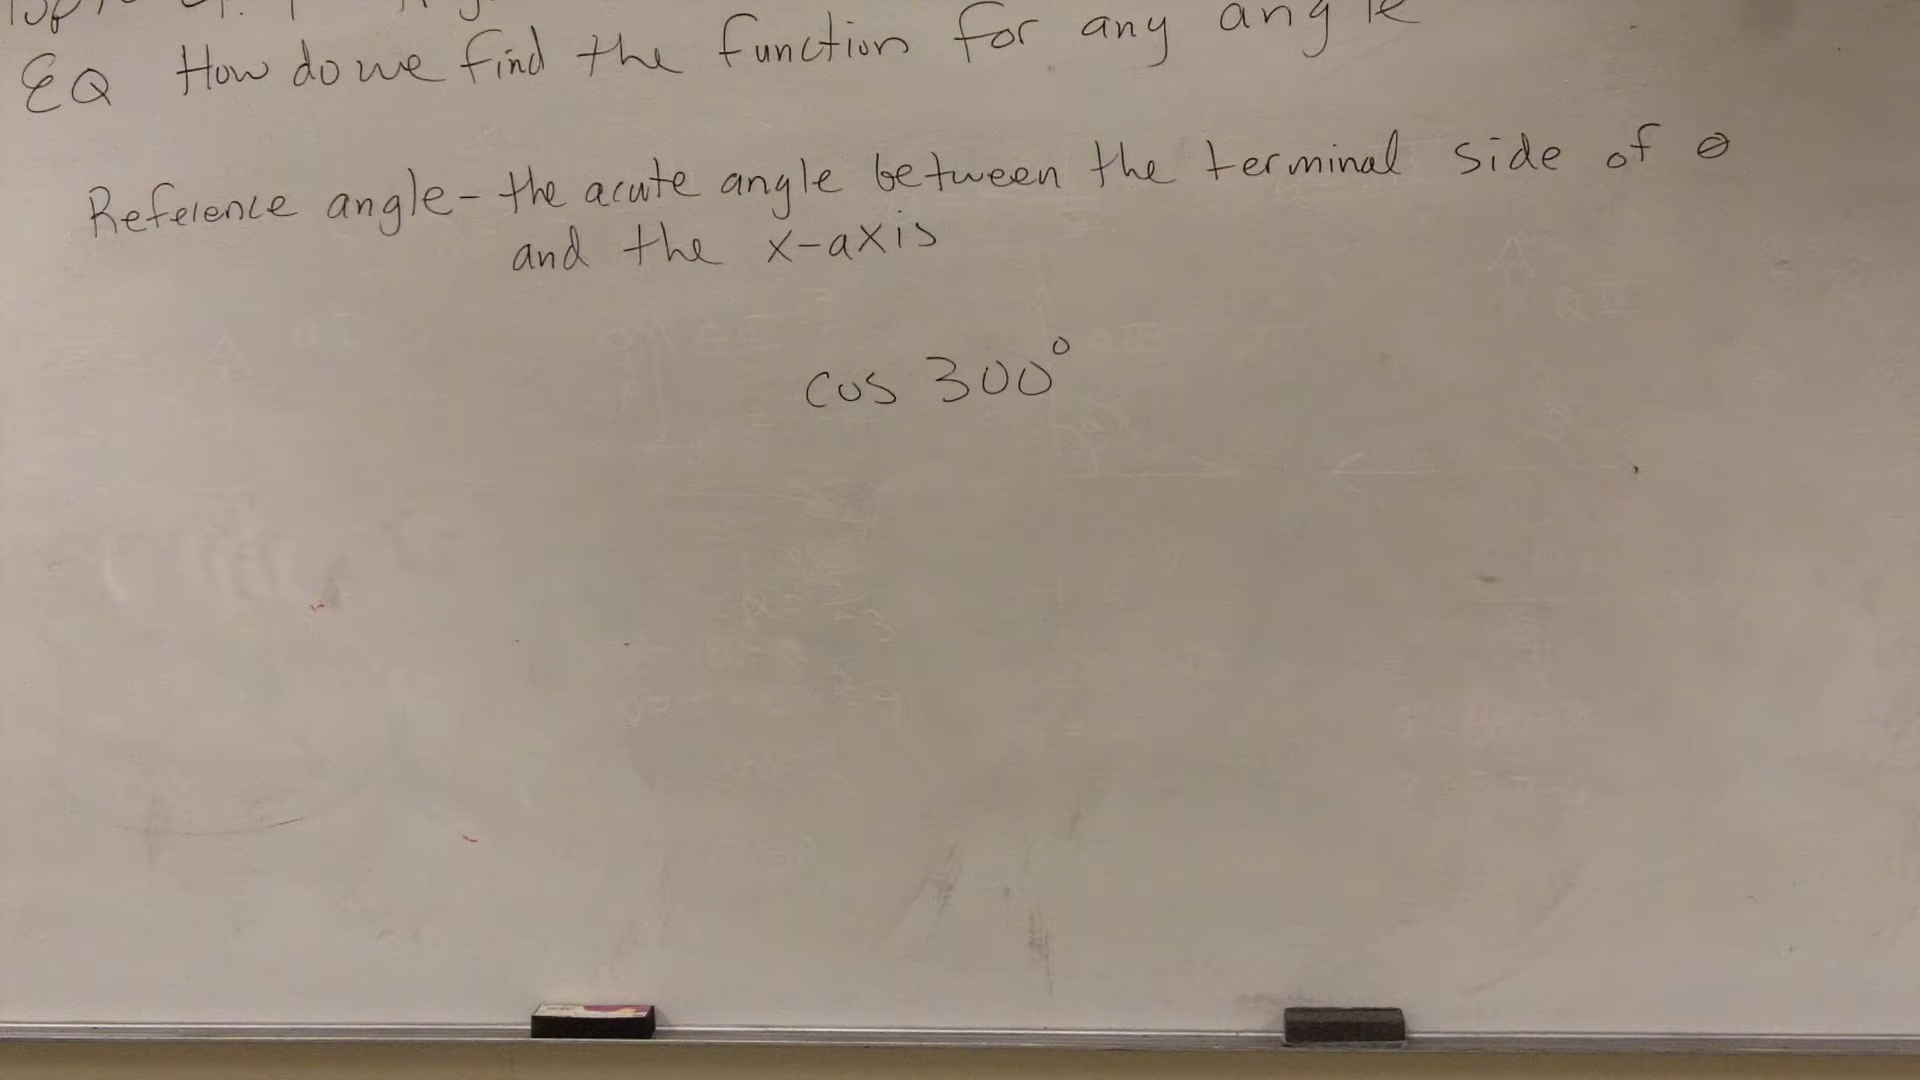 EQ How do we find the function for any angle
Reference angle - the acute angle between the terminal side of θ
and the x-axis
cos 300°